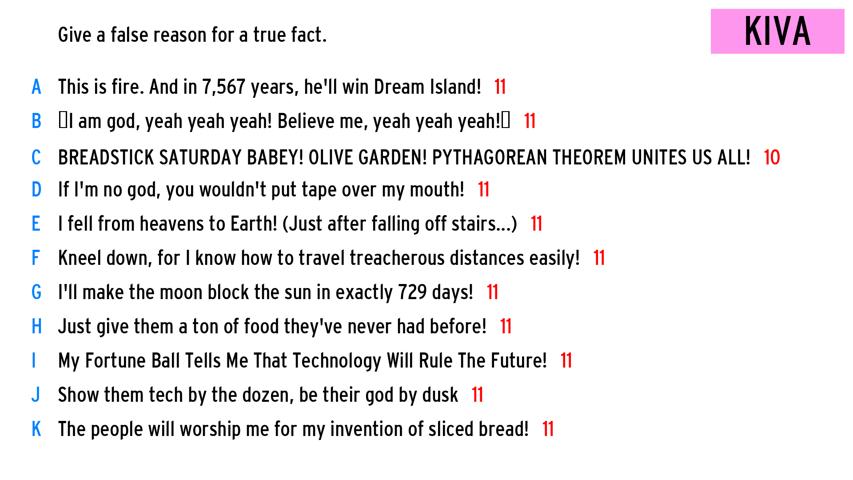 Give a false reason for a true fact.
KIVA
A This is fire. And in 7,567 years, he'll win Dream Island! 11
B ▯I am god, yeah yeah yeah! Believe me, yeah yeah yeah!▯ 11
C BREADSTICK SATURDAY BABEY! OLIVE GARDEN! PYTHAGOREAN THEOREM UNITES US ALL! 10
D If I'm no god, you wouldn't put tape over my mouth! 11
E I fell from heavens to Earth! (Just after falling off stairs...) 11
F Kneel down, for I know how to travel treacherous distances easily! 11
G I'll make the moon block the sun in exactly 729 days! 11
H Just give them a ton of food they've never had before! 11
I My Fortune Ball Tells Me That Technology Will Rule The Future! 11
J Show them tech by the dozen, be their god by dusk 11
K The people will worship me for my invention of sliced bread! 11